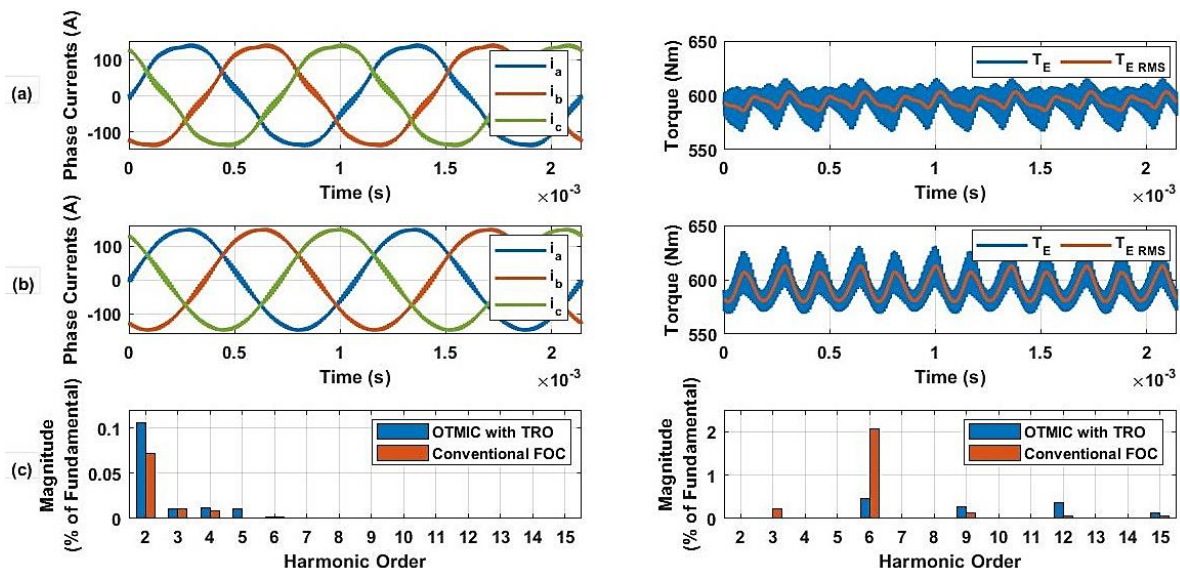 (a)
Phase Currents (A)
100
0
-100
i_a
i_b
i_c
0 0.5 1 1.5 2
Time (s)
×10^-3
Torque (Nm)
650
600
550
T_E T_E RMS
0 0.5 1 1.5 2
Time (s)
×10^-3
(b)
Phase Currents (A)
100
0
-100
i_a
i_b
i_c
0 0.5 1 1.5 2
Time (s)
×10^-3
Torque (Nm)
650
600
550
T_E T_E RMS
0 0.5 1 1.5 2
Time (s)
×10^-3
(c)
Magnitude
(% of Fundamental)
0.1
0.05
0
OTMIC with TRO
Conventional FOC
2 3 4 5 6 7 8 9 10 11 12 13 14 15
Harmonic Order
Magnitude
(% of Fundamental)
2
1
0
OTMIC with TRO
Conventional FOC
2 3 4 5 6 7 8 9 10 11 12 13 14 15
Harmonic Order